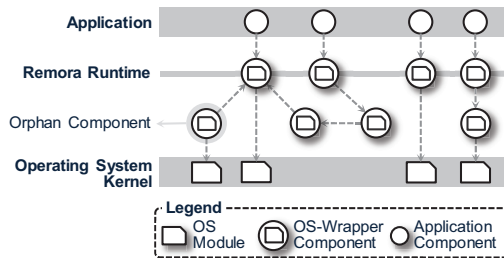 Application
Remora Runtime
Orphan Component
Operating System
Kernel
Legend
OS
Module
OS-Wrapper
Component
Application
Component